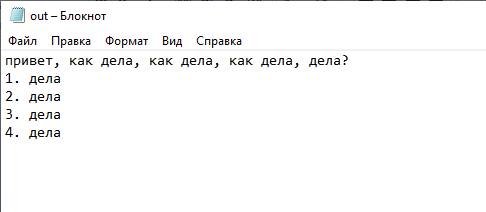 out – Блокнот
Файл Правка Формат Вид Справка
привет, как дела, как дела, как дела, дела?
1. дела
2. дела
3. дела
4. дела